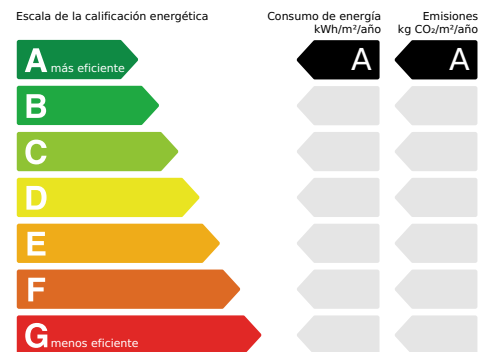 Escala de la calificación energética
Consumo de energía
kWh/m²/año
Emisiones
kg CO₂/m²/año
A más eficiente
A
A
B
C
D
E
F
G menos eficiente